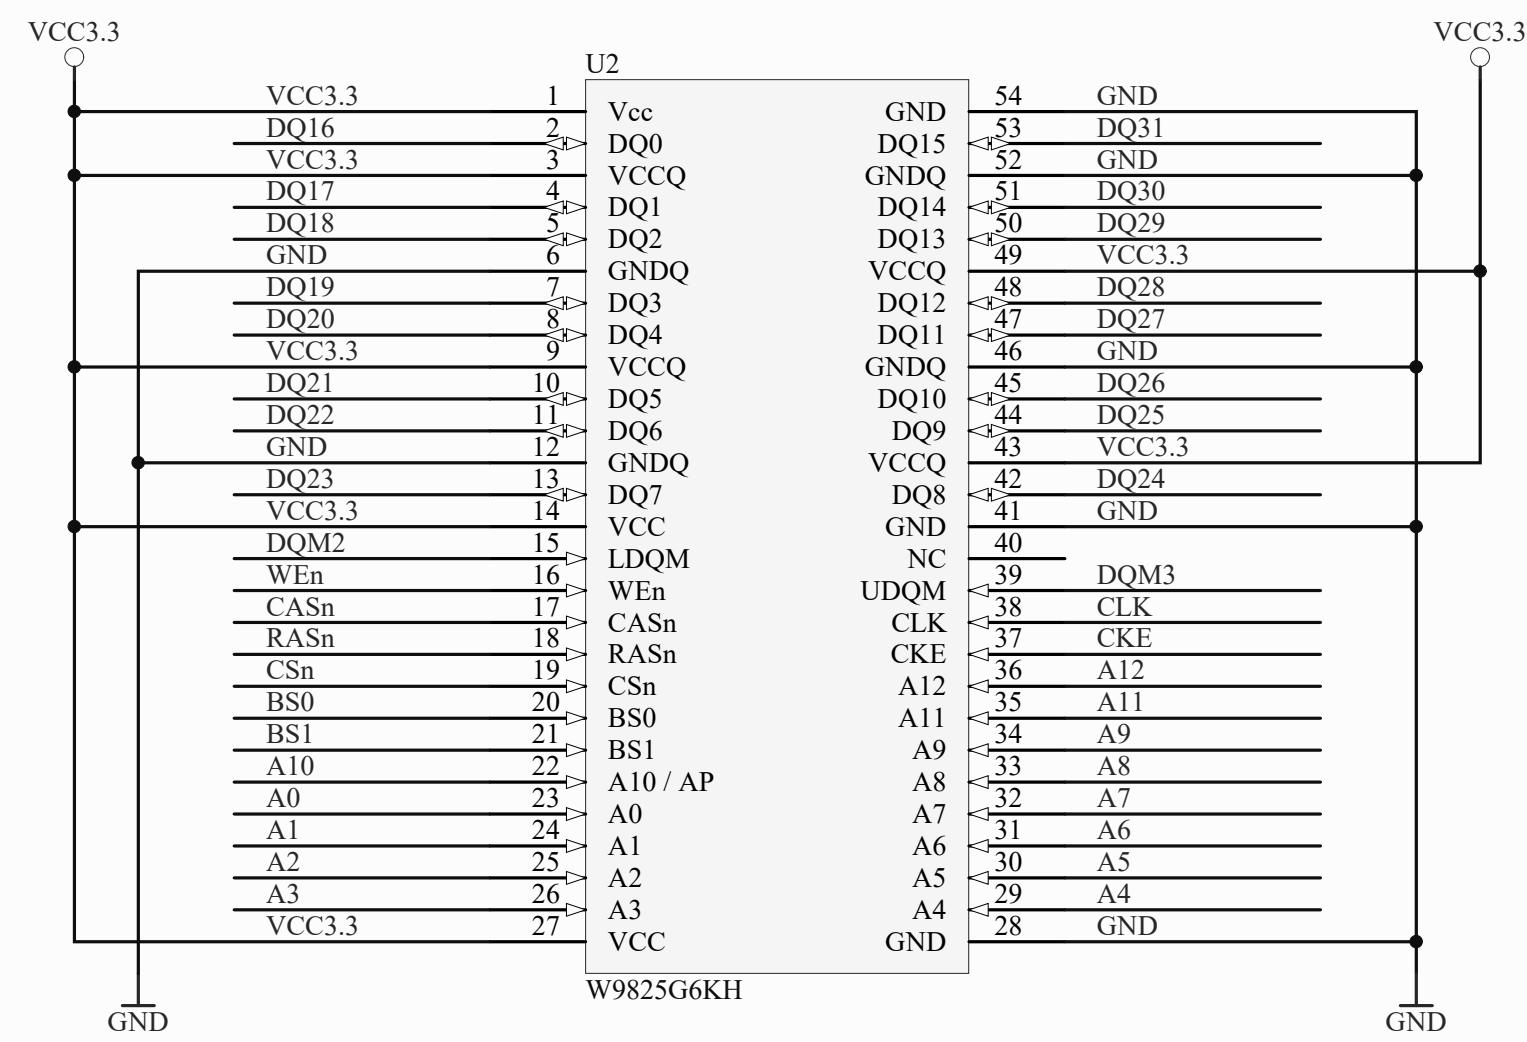 VCC3.3 VCC3.3
U2
VCC3.3 1 Vcc GND 54 GND
DQ16 2 DQ0 DQ15 53 DQ31
VCC3.3 3 VCCQ GNDQ 52 GND
DQ17 4 DQ1 DQ14 51 DQ30
DQ18 5 DQ2 DQ13 50 DQ29
GND 6 GNDQ VCCQ 49 VCC3.3
DQ19 7 DQ3 DQ12 48 DQ28
DQ20 8 DQ4 DQ11 47 DQ27
VCC3.3 9 VCCQ GNDQ 46 GND
DQ21 10 DQ5 DQ10 45 DQ26
DQ22 11 DQ6 DQ9 44 DQ25
GND 12 GNDQ VCCQ 43 VCC3.3
DQ23 13 DQ7 DQ8 42 DQ24
VCC3.3 14 VCC GND 41 GND
DQM2 15 LDQM NC 40
WEn 16 WEn UDQM 39 DQM3
CASn 17 CASn CLK 38 CLK
RASn 18 RASn CKE 37 CKE
CSn 19 CSn A12 36 A12
BS0 20 BS0 A11 35 A11
BS1 21 BS1 A9 34 A9
A10 22 A10 / AP A8 33 A8
A0 23 A0 A7 32 A7
A1 24 A1 A6 31 A6
A2 25 A2 A5 30 A5
A3 26 A3 A4 29 A4
VCC3.3 27 VCC GND 28 GND
W9825G6KH
GND GND